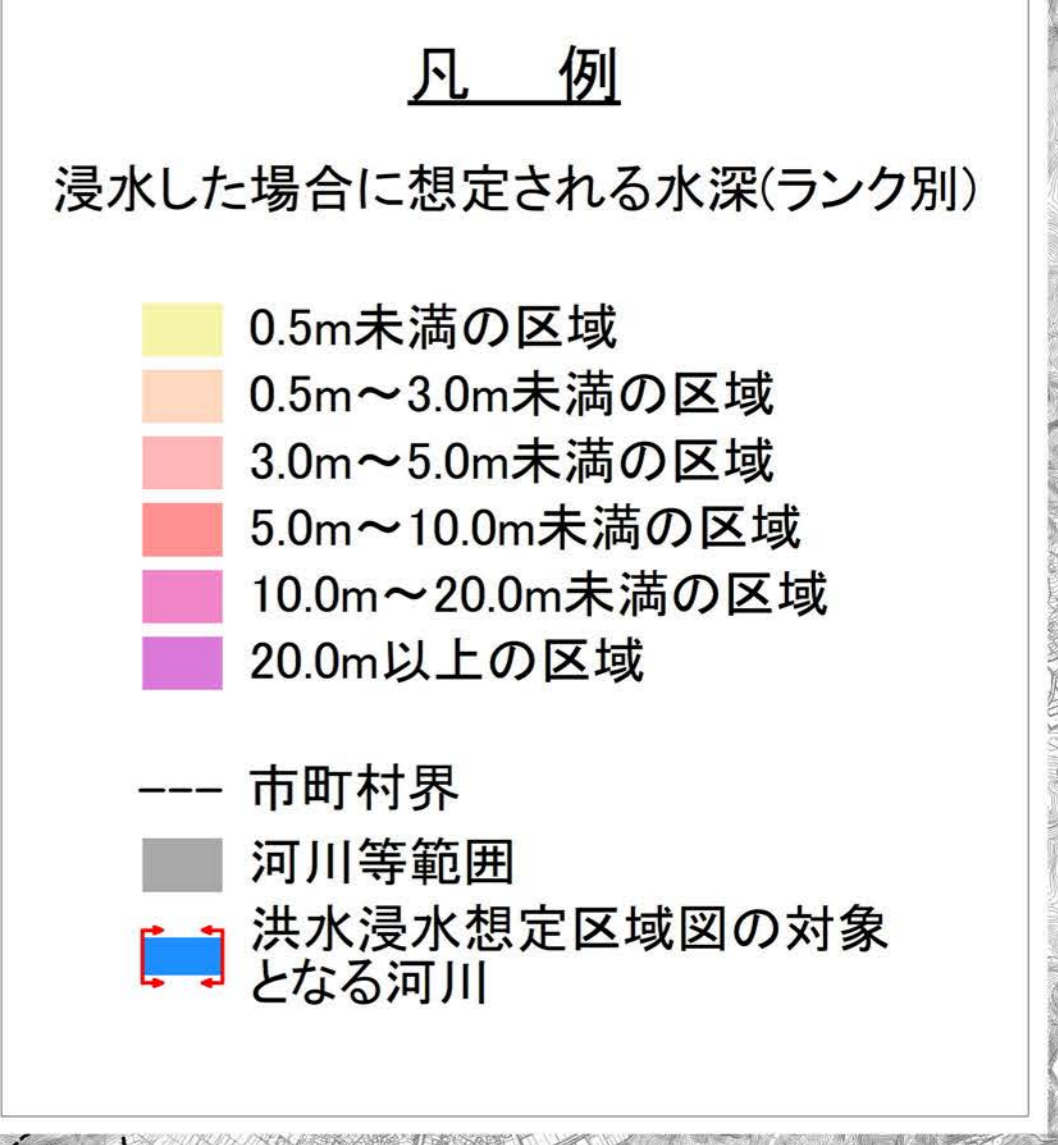 凡　例
浸水した場合に想定される水深(ランク別)
0.5m未満の区域
0.5m～3.0m未満の区域
3.0m～5.0m未満の区域
5.0m～10.0m未満の区域
10.0m～20.0m未満の区域
20.0m以上の区域
市町村界
河川等範囲
洪水浸水想定区域図の対象
となる河川